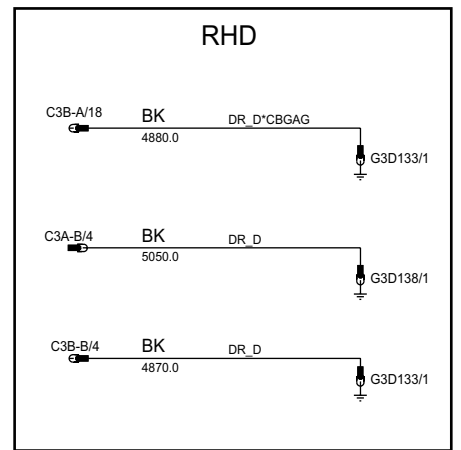 RHD
C3B-A/18 BK DR_D*CBGAG
4880.0
G3D133/1
C3A-B/4 BK DR_D
5050.0
G3D138/1
C3B-B/4 BK DR_D
4870.0
G3D133/1